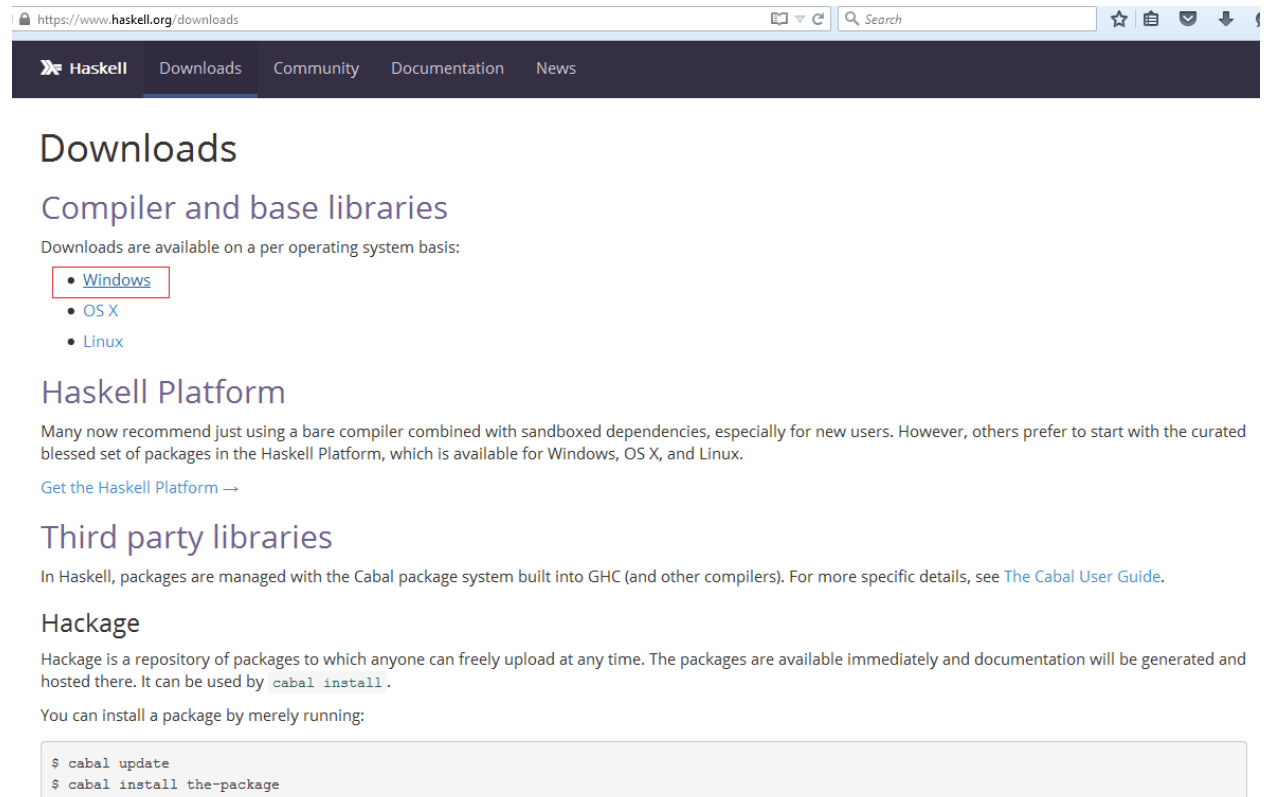 https://www.haskell.org/downloads
Search
Haskell Downloads Community Documentation News
Downloads
Compiler and base libraries
Downloads are available on a per operating system basis:
• Windows
• OS X
• Linux
Haskell Platform
Many now recommend just using a bare compiler combined with sandboxed dependencies, especially for new users. However, others prefer to start with the curated
blessed set of packages in the Haskell Platform, which is available for Windows, OS X, and Linux.
Get the Haskell Platform →
Third party libraries
In Haskell, packages are managed with the Cabal package system built into GHC (and other compilers). For more specific details, see The Cabal User Guide.
Hackage
Hackage is a repository of packages to which anyone can freely upload at any time. The packages are available immediately and documentation will be generated and
hosted there. It can be used by cabal install.
You can install a package by merely running:
$ cabal update
$ cabal install the-package